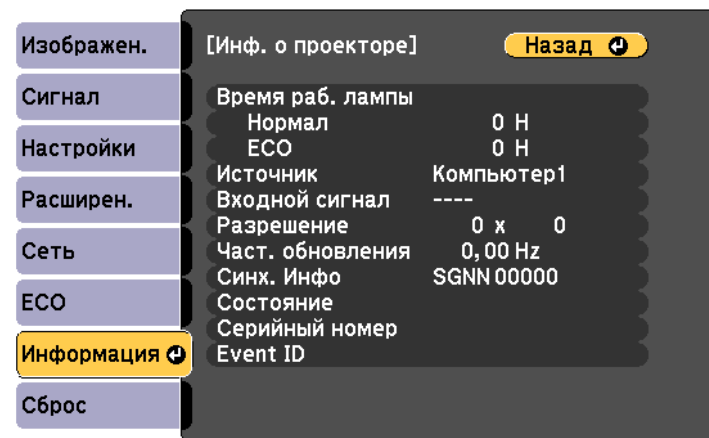 Изображен.
Сигнал
Настройки
Расширен.
Сеть
ECO
Информация
Сброс
[Инф. о проекторе] Назад
Время раб. лампы
Нормал 0 H
ECO 0 H
Источник Компьютер1
Входной сигнал ----
Разрешение 0 x 0
Част. обновления 0,00 Hz
Синх. Инфо SGNN 00000
Состояние
Серийный номер
Event ID